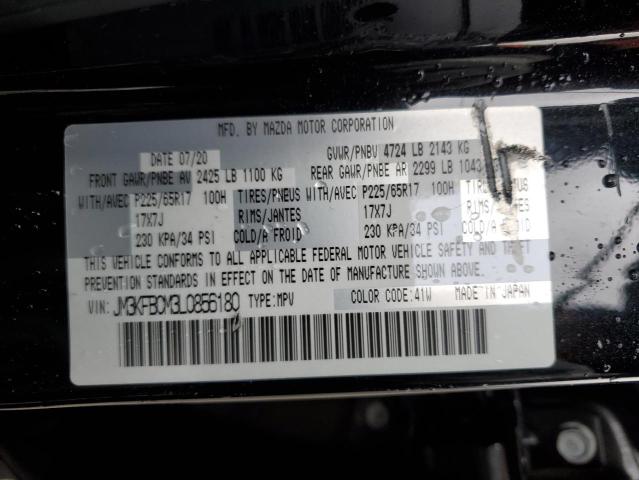 MFD. BY MAZDA MOTOR CORPORATION
DATE 07/20 GVWR/PNBV 4724 LB 2143 KG
FRONT GAWR/PNBE AV 2425 LB 1100 KG REAR GAWR/PNBE AR 2299 LB 1043
WITH/AVEC P225/65R17 100H TIRES/PNEUS WITH/AVEC P225/65R17 100H
17X7J RIMS/JANTES 17X7J
230 KPA/34 PSI COLD/A FROID 230 KPA/34 PSI
THIS VEHICLE CONFORMS TO ALL APPLICABLE FEDERAL MOTOR VEHICLE SAFETY AND THEFT
PREVENTION STANDARDS IN EFFECT ON THE DATE OF MANUFACTURE SHOWN ABOVE.
VIN: JM3KFBCM3L0856180 TYPE:MPV COLOR CODE:41W MADE IN JAPAN